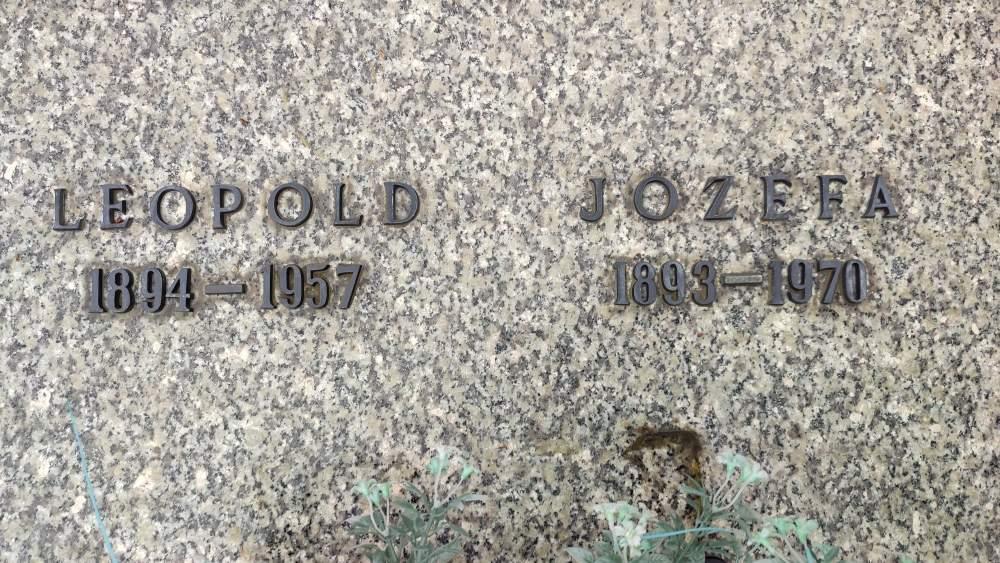 LEOPOLD
1894 – 1957
JOZEFA
1893 – 1970